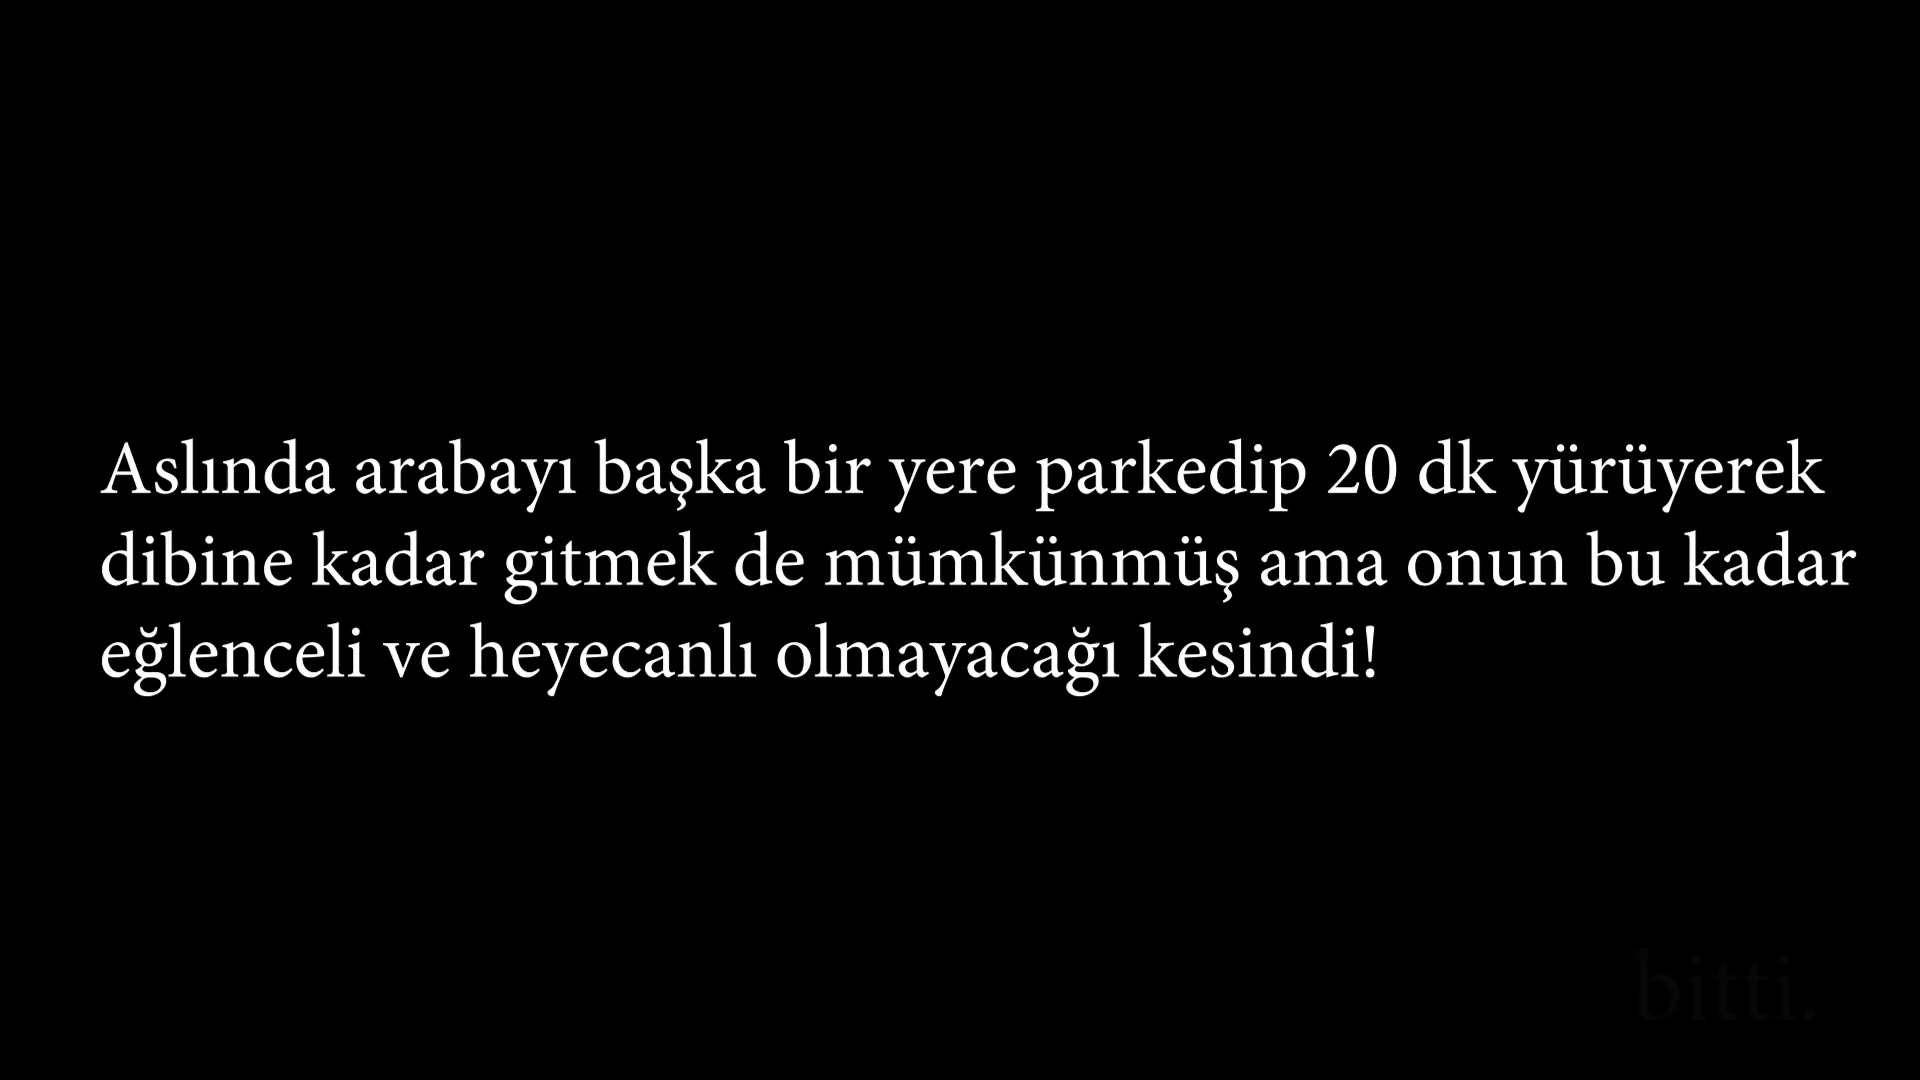 Aslında arabayı başka bir yere parkedip 20 dk yürüyerek
dibine kadar gitmek de mümkünmüş ama onun bu kadar
eğlenceli ve heyecanlı olmayacağı kesindi!
bitti.